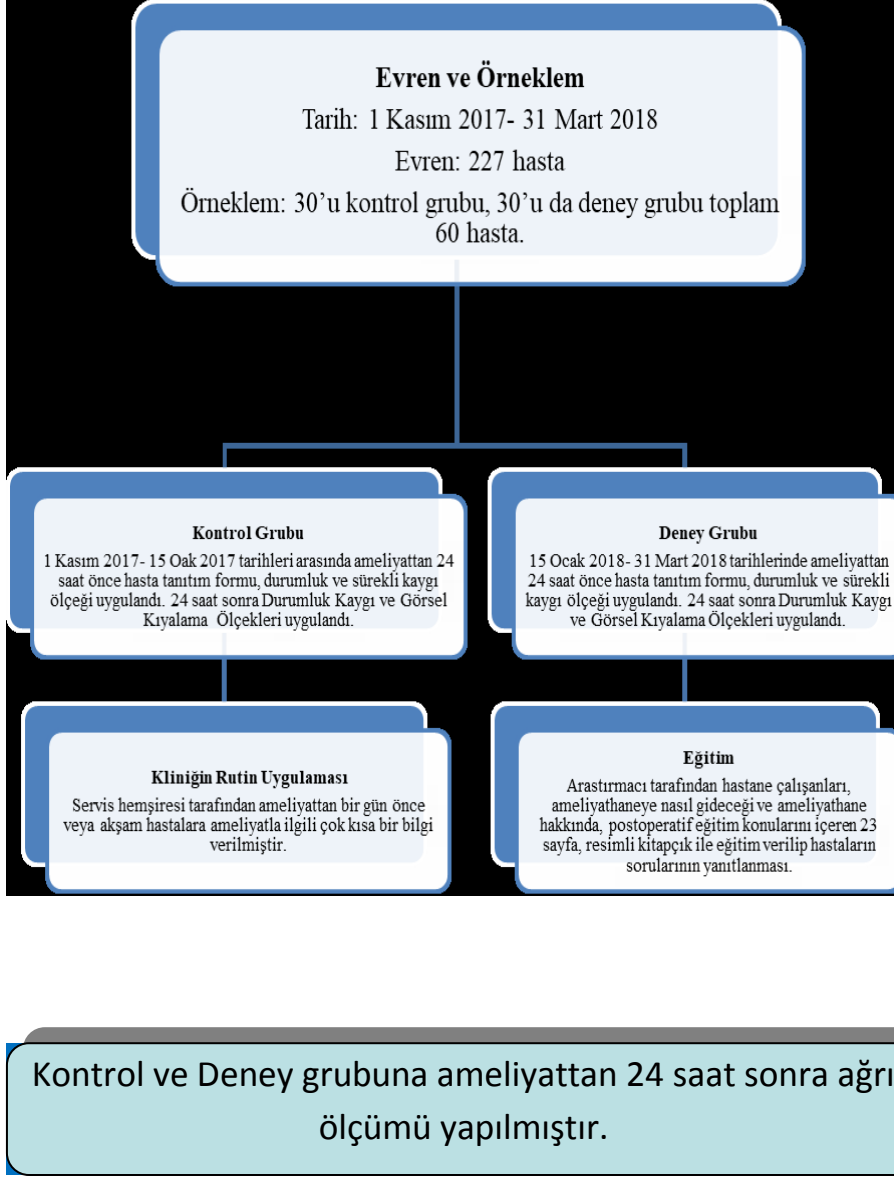 Evren ve Örneklem
Tarih: 1 Kasım 2017- 31 Mart 2018
Evren: 227 hasta
Örneklem: 30’u kontrol grubu, 30’u da deney grubu toplam
60 hasta.
Kontrol Grubu
1 Kasım 2017- 15 Oak 2017 tarihleri arasında ameliyattan 24
saat önce hasta tanıtım formu, durumluk ve sürekli kaygı
ölçeği uygulandı. 24 saat sonra Durumluk Kaygı ve Görsel
Kıyalama Ölçekleri uygulandı.
Deney Grubu
15 Ocak 2018- 31 Mart 2018 tarihlerinde ameliyattan
24 saat önce hasta tanıtım formu, durumluk ve sürekli
kaygı ölçeği uygulandı. 24 saat sonra Durumluk Kaygı
ve Görsel Kıyalama Ölçekleri uygulandı.
Kliniğin Rutin Uygulaması
Servis hemşiresi tarafından ameliyattan bir gün önce
veya akşam hastalara ameliyatla ilgili çok kısa bir bilgi
verilmiştir.
Eğitim
Arastırmacı tarafından hastane çalışanları,
ameliyathaneye nasıl gideceği ve ameliyathane
hakkında, postoperatif eğitim konularını içeren 23
sayfa, resimli kitapçık ile eğitim verilip hastaların
sorularının yanıtlanması.
Kontrol ve Deney grubuna ameliyattan 24 saat sonra ağrı
ölçümü yapılmıştır.